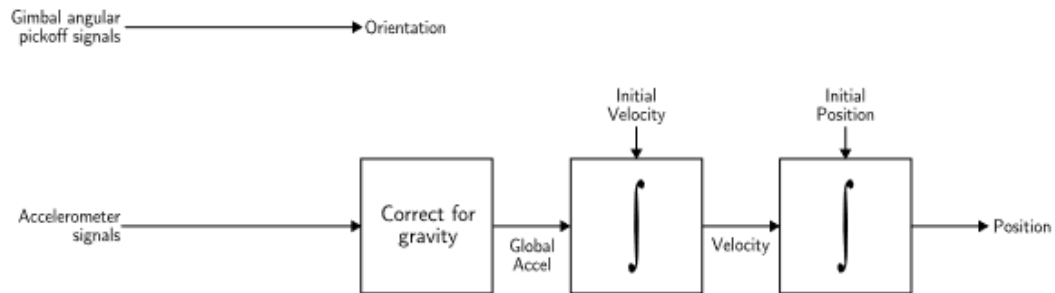 Gimbal angular
pickoff signals
Orientation
Initial
Velocity
Initial
Position
Accelerometer
signals
Correct for
gravity
Global
Accel
∫
Velocity
∫
Position